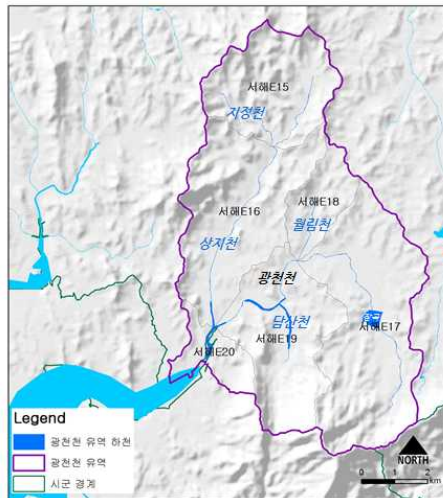 서해E15
지정천
서해E18
서해E16
월림천
상지천
광천천
담산천
서해E17
서해E19
서해E20
Legend
광천천 유역 하천
광천천 유역
시군 경계
NORTH
0 1 2
km